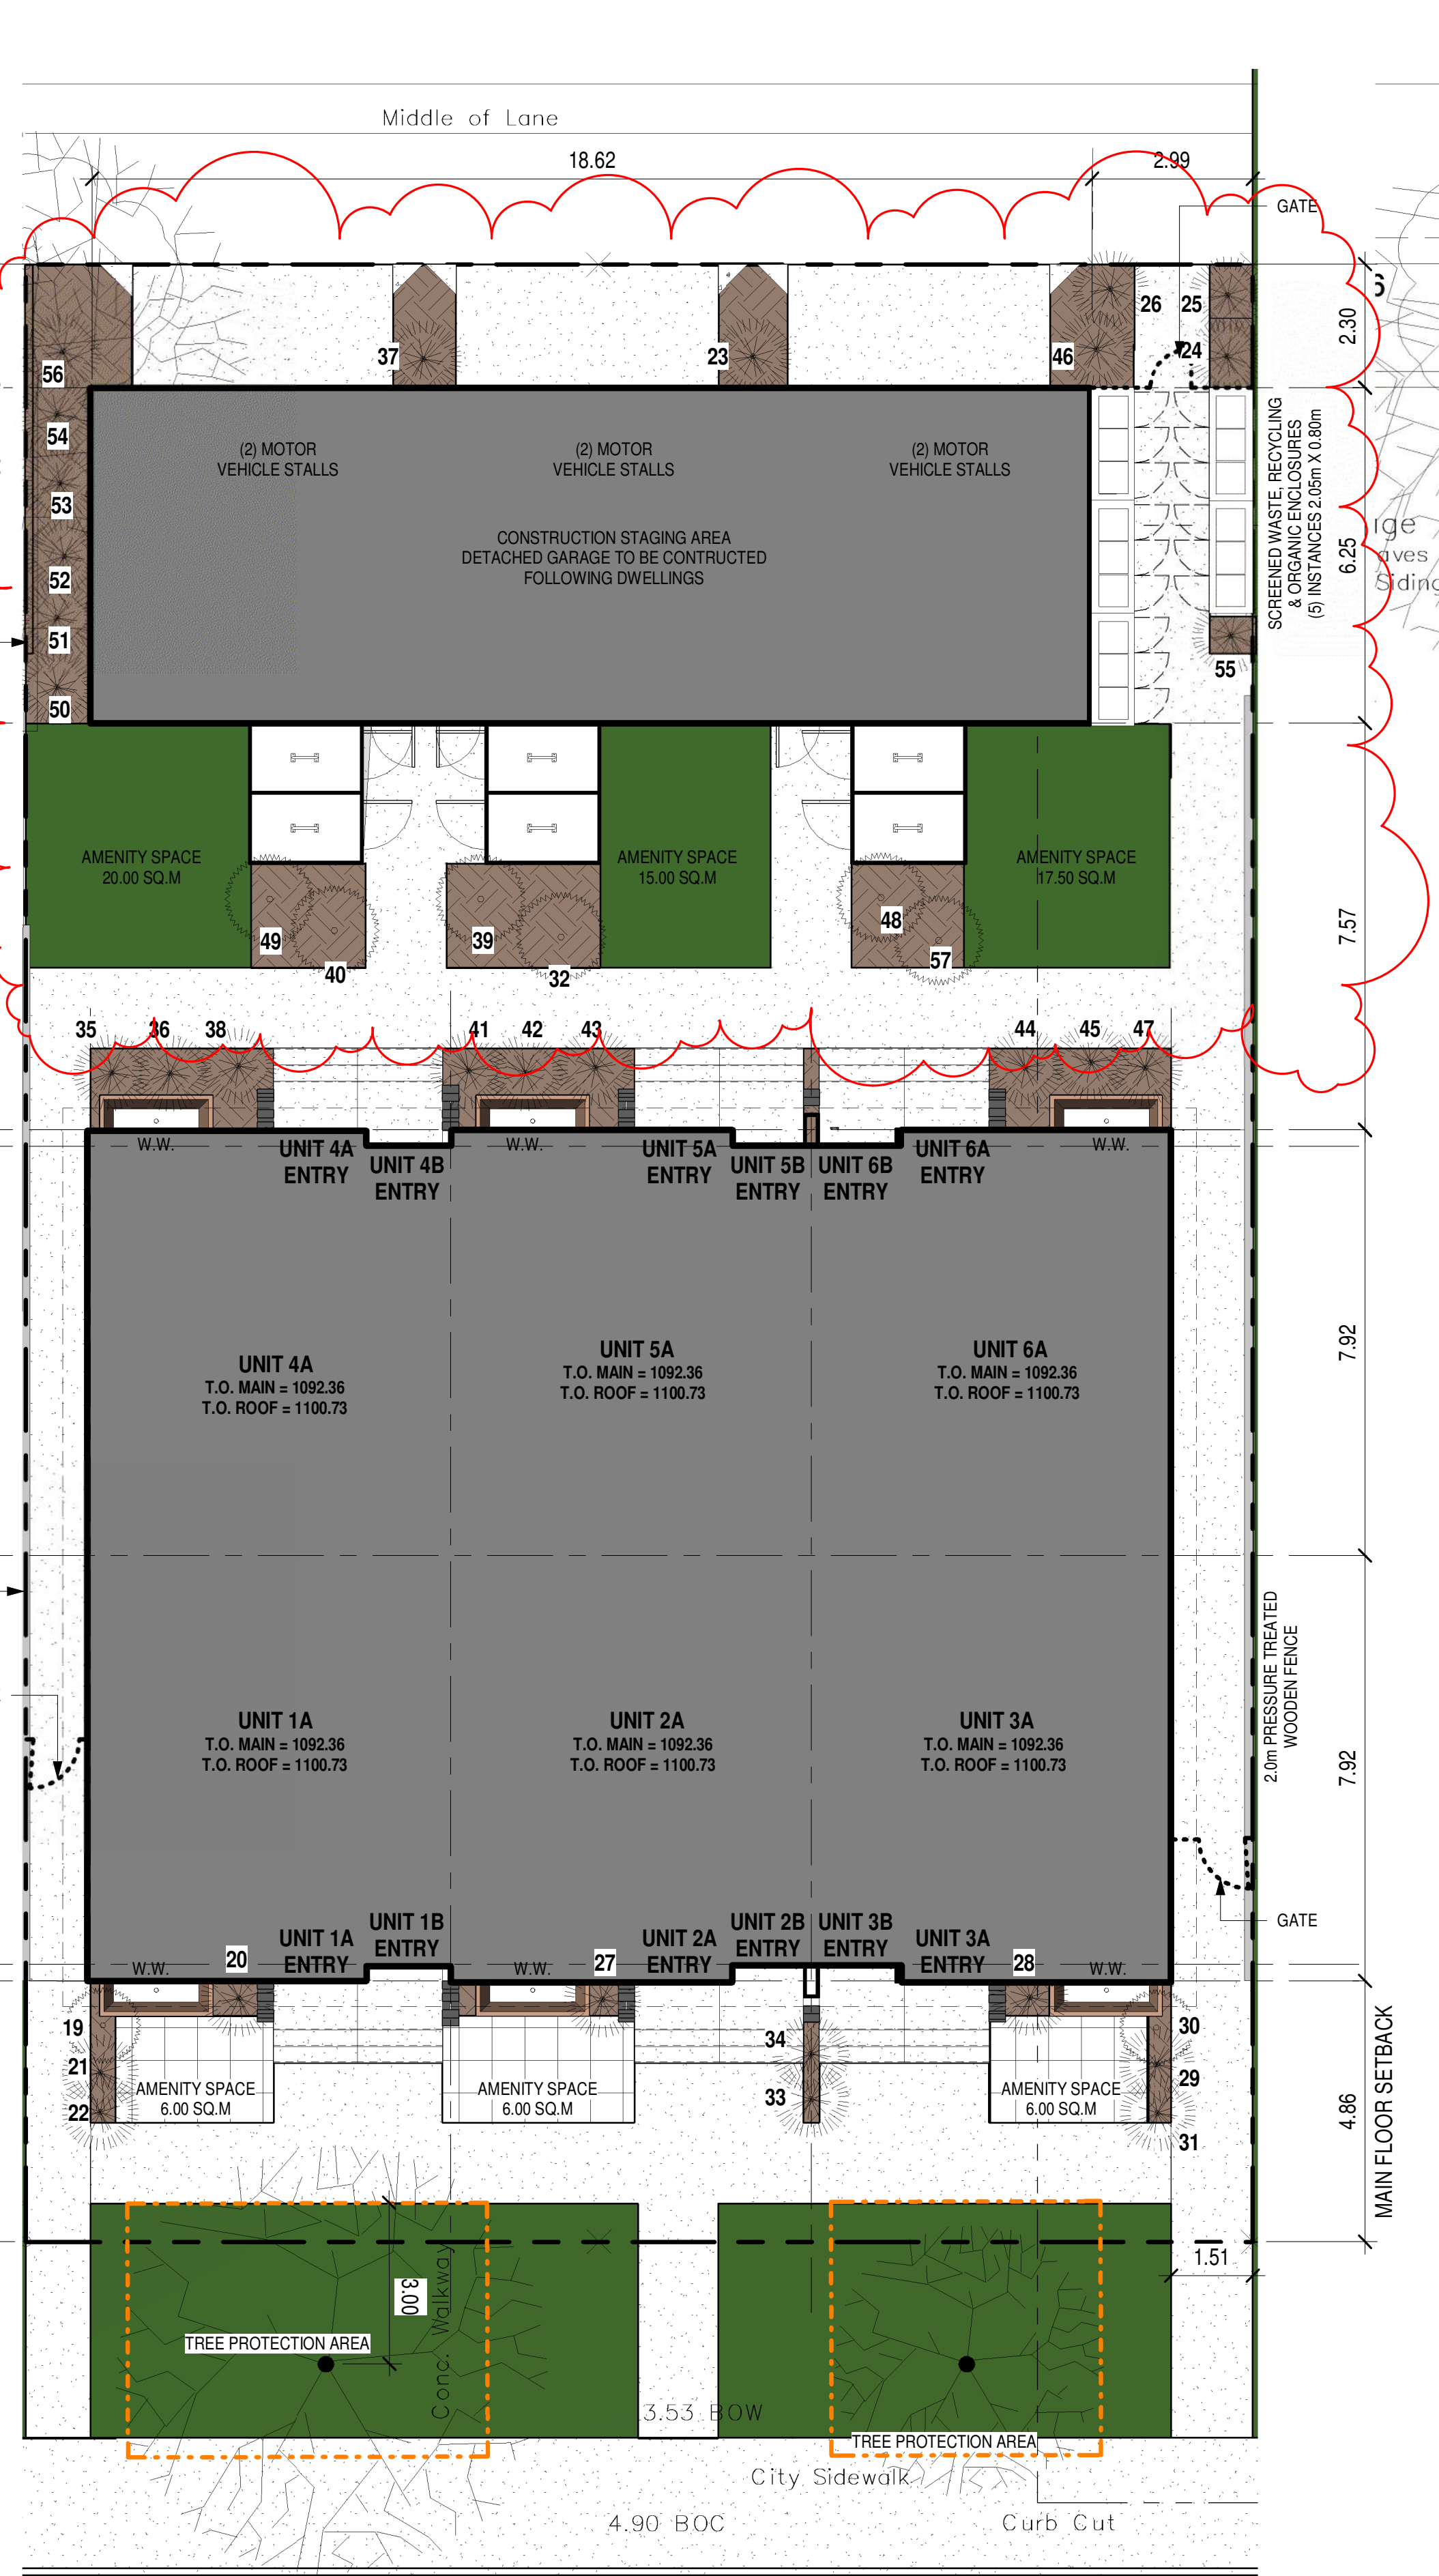 Middle of Lane
18.62
2.99
GATE
26
25
24
37
23
46
56
2.30
6
(2) MOTOR
VEHICLE STALLS
(2) MOTOR
VEHICLE STALLS
(2) MOTOR
VEHICLE STALLS
54
53
52
51
50
CONSTRUCTION STAGING AREA
DETACHED GARAGE TO BE CONTRUCTED
FOLLOWING DWELLINGS
SCREENED WASTE, RECYCLING
& ORGANIC ENCLOSURES
(5) INSTANCES 2.05m X 0.80m
6.25
ige
aves
Siding
55
AMENITY SPACE
20.00 SQ.M
AMENITY SPACE
15.00 SQ.M
AMENITY SPACE
17.50 SQ.M
49
40
39
32
48
57
7.57
35
36
38
41
42
43
44
45
47
W.W.
W.W.
W.W.
UNIT 4A
ENTRY
UNIT 4B
ENTRY
UNIT 5A
ENTRY
UNIT 5B
ENTRY
UNIT 6B
ENTRY
UNIT 6A
ENTRY
UNIT 4A
T.O. MAIN = 1092.36
T.O. ROOF = 1100.73
UNIT 5A
T.O. MAIN = 1092.36
T.O. ROOF = 1100.73
UNIT 6A
T.O. MAIN = 1092.36
T.O. ROOF = 1100.73
7.92
UNIT 1A
T.O. MAIN = 1092.36
T.O. ROOF = 1100.73
UNIT 2A
T.O. MAIN = 1092.36
T.O. ROOF = 1100.73
UNIT 3A
T.O. MAIN = 1092.36
T.O. ROOF = 1100.73
2.0m PRESSURE TREATED
WOODEN FENCE
7.92
GATE
W.W.
20
UNIT 1A
ENTRY
UNIT 1B
ENTRY
W.W.
27
UNIT 2A
ENTRY
UNIT 2B
ENTRY
UNIT 3B
ENTRY
UNIT 3A
ENTRY
28
W.W.
19
21
22
34
33
30
29
31
AMENITY SPACE
6.00 SQ.M
AMENITY SPACE
6.00 SQ.M
AMENITY SPACE
6.00 SQ.M
4.86
MAIN FLOOR SETBACK
1.51
3.00
Conc. Walkway
TREE PROTECTION AREA
3.53 BOW
TREE PROTECTION AREA
City Sidewalk
4.90 BOC
Curb Cut